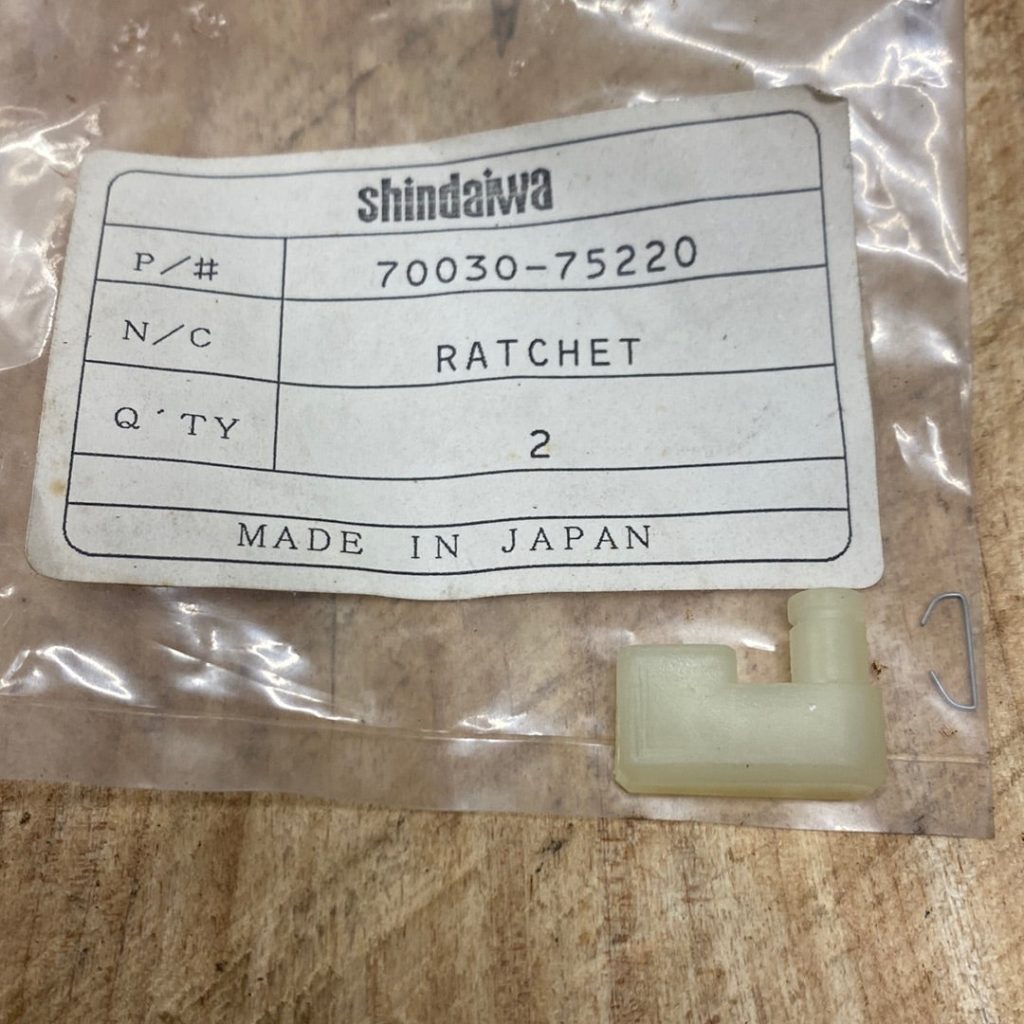 shindaiwa
P/# 70030-75220
N/C RATCHET
Q'TY 2
MADE IN JAPAN